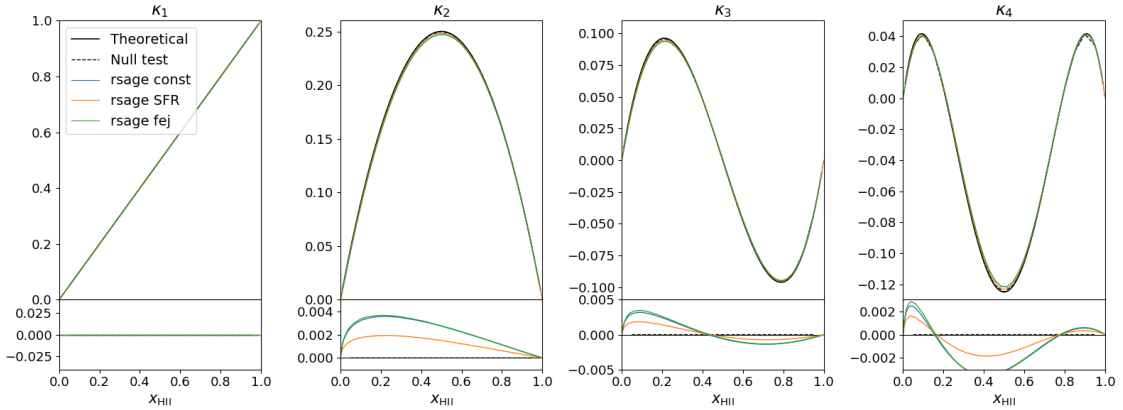 κ₁
1.0
0.8
0.6
0.4
0.2
0.0
Theoretical
Null test
rsage const
rsage SFR
rsage fej
0.025
0.000
−0.025
0.0 0.2 0.4 0.6 0.8 1.0
xHII
κ₂
0.25
0.20
0.15
0.10
0.05
0.00
0.004
0.002
0.000
0.0 0.2 0.4 0.6 0.8 1.0
xHII
κ₃
0.100
0.075
0.050
0.025
0.000
−0.025
−0.050
−0.075
−0.100
0.005
0.000
−0.005
0.0 0.2 0.4 0.6 0.8 1.0
xHII
κ₄
0.04
0.02
0.00
−0.02
−0.04
−0.06
−0.08
−0.10
−0.12
0.002
0.000
−0.002
0.0 0.2 0.4 0.6 0.8 1.0
xHII